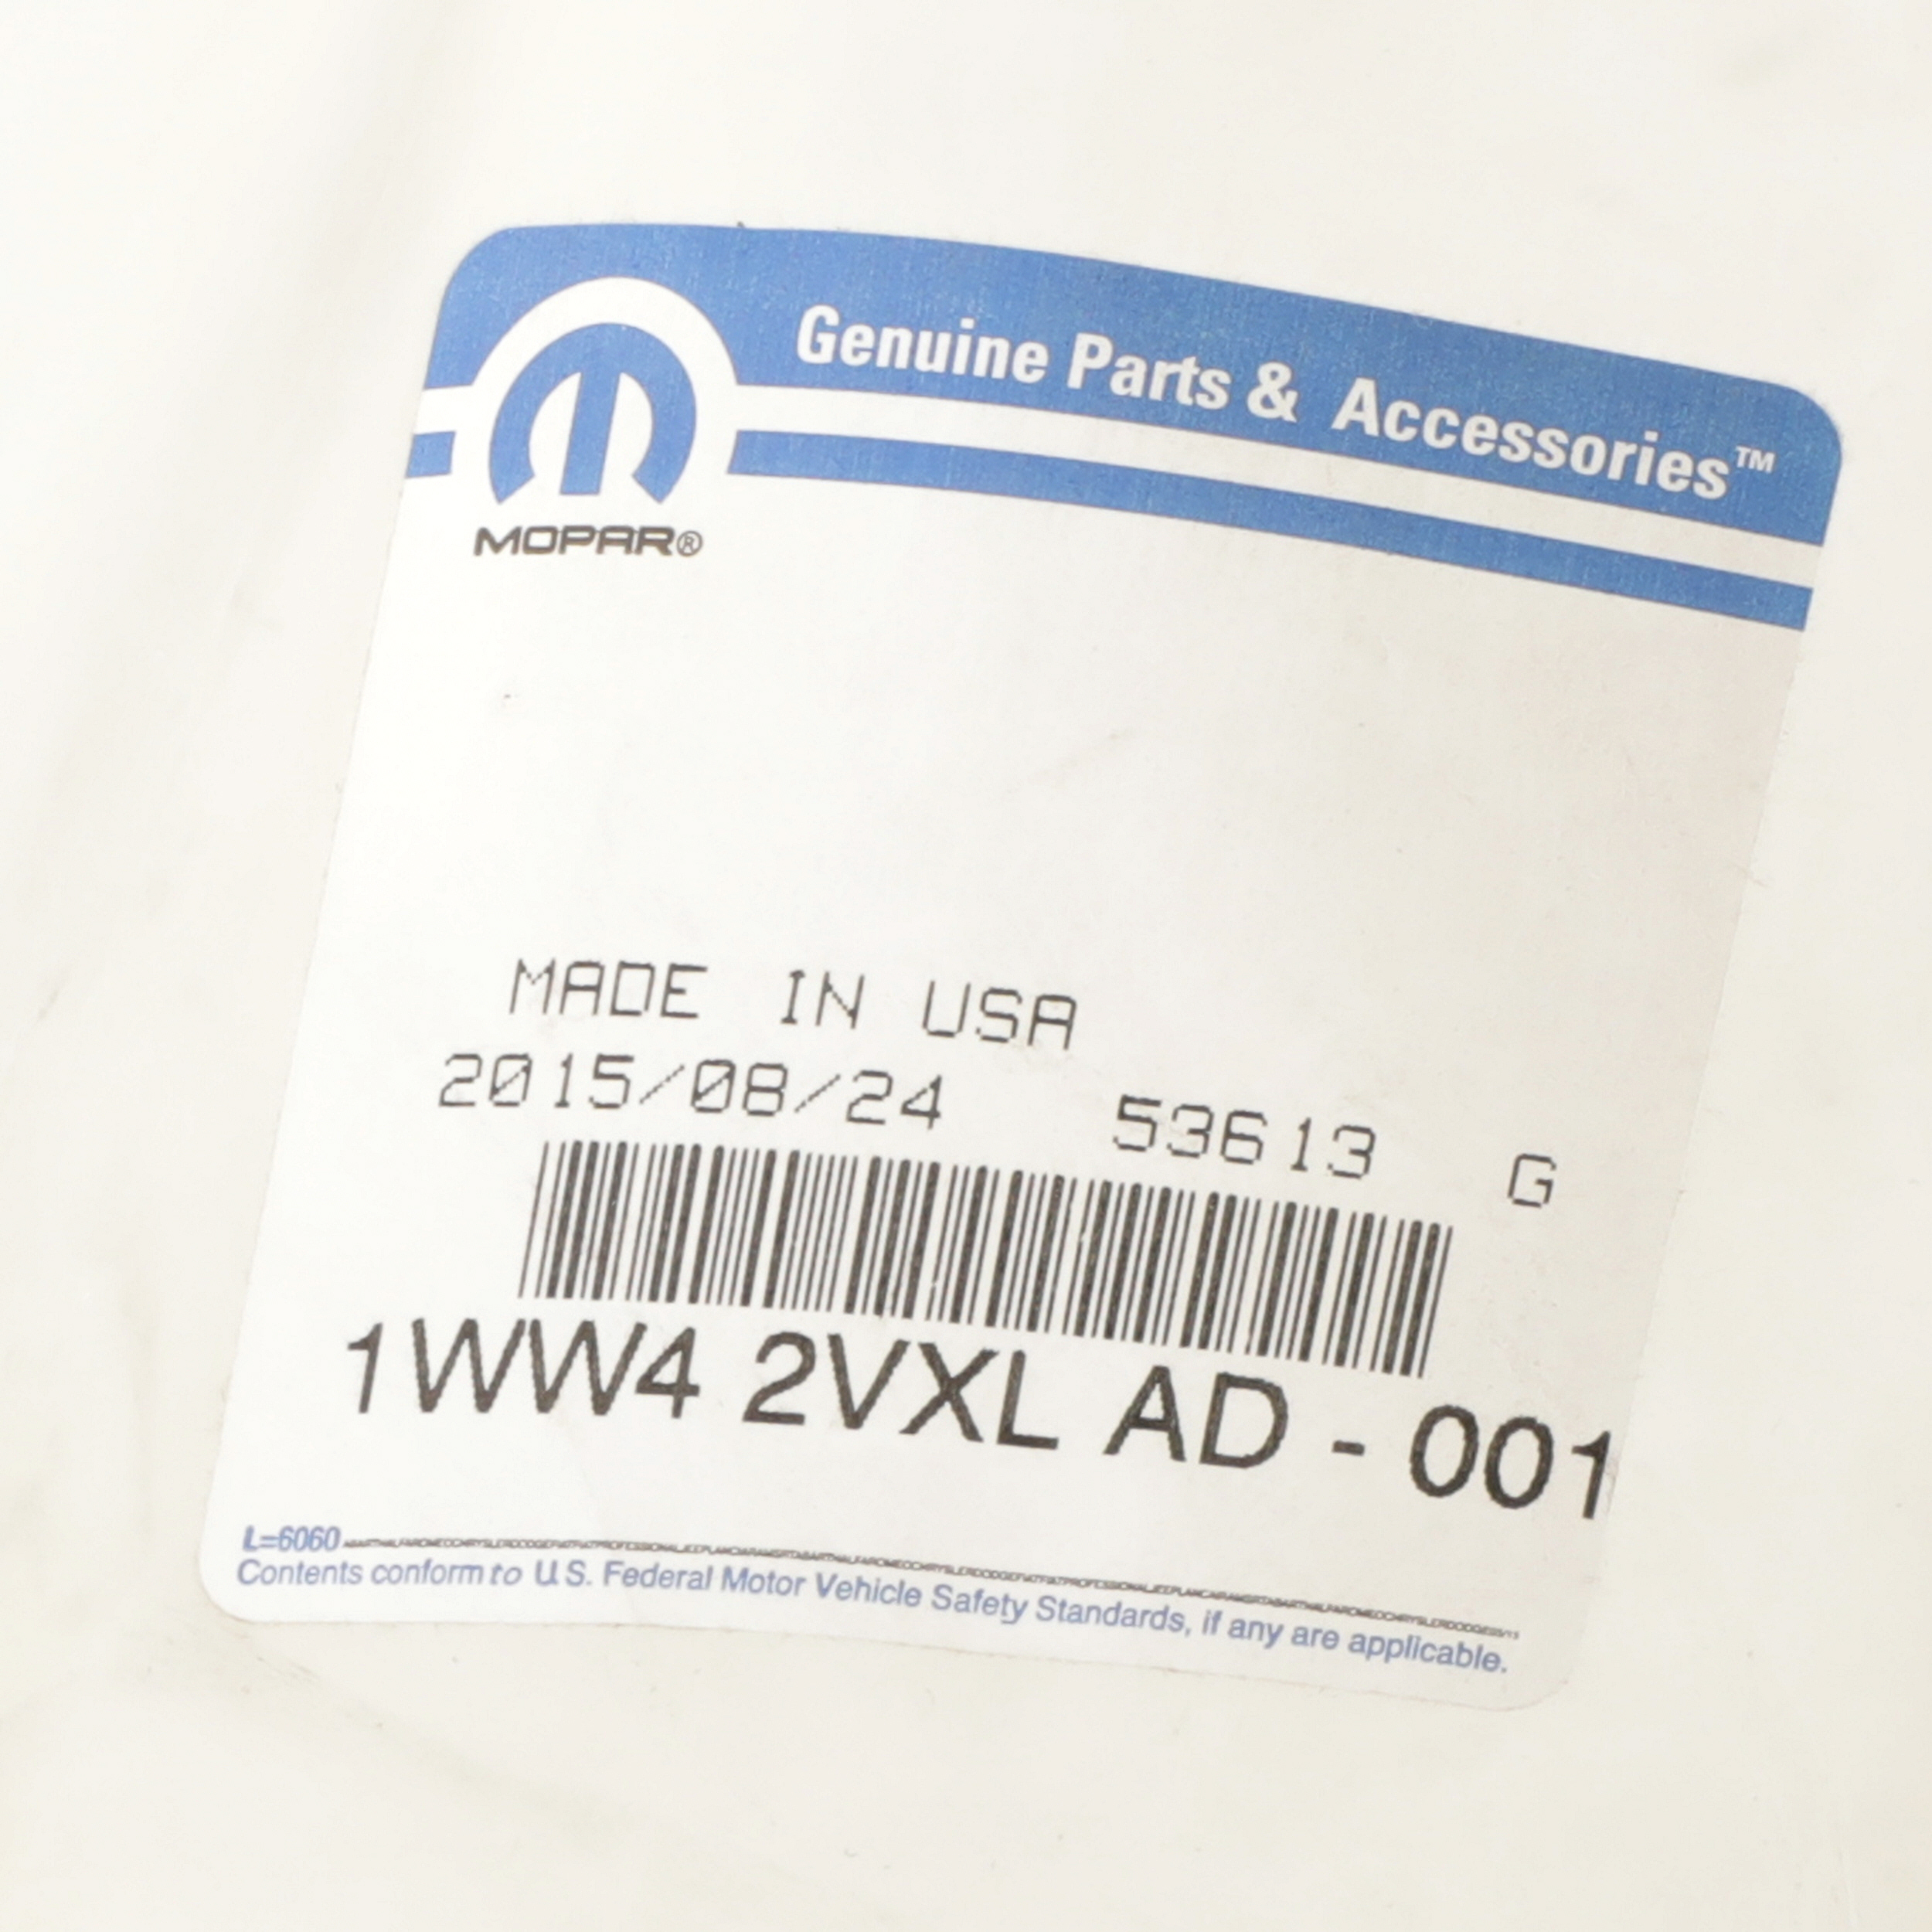 Genuine Parts & Accessories™
MOPAR®
MADE IN USA
2015/08/24 53613 G
1WW4 2VXL AD - 001
L=6060
Contents conform to U.S. Federal Motor Vehicle Safety Standards, if any are applicable.